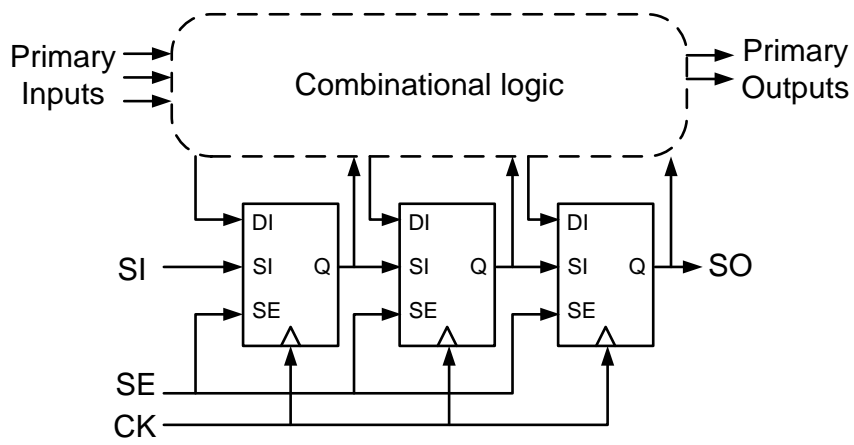 Primary
Inputs
Combinational logic
Primary
Outputs
DI
SI
SE
Q
DI
SI
SE
Q
DI
SI
SE
Q
SI
SO
SE
CK